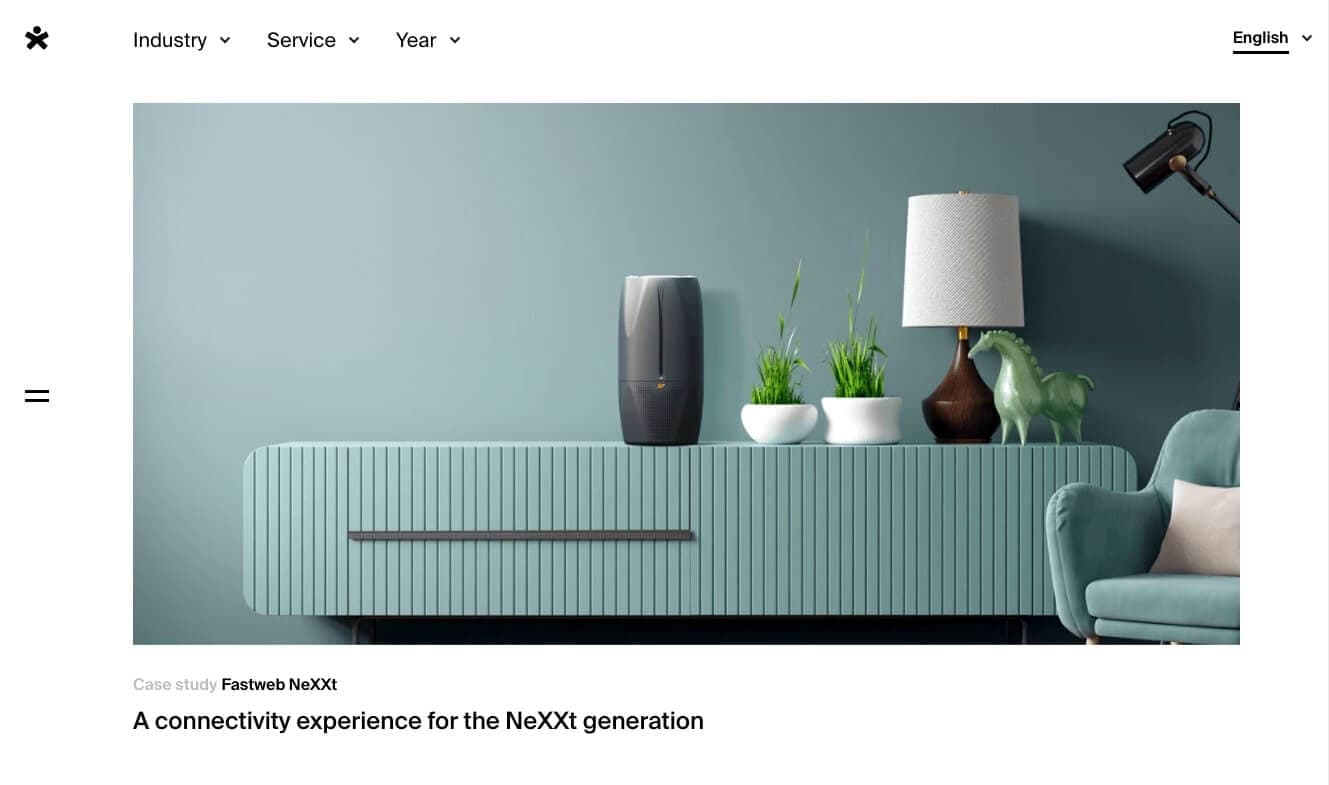 Industry Service Year English
Case study Fastweb NeXXt
A connectivity experience for the NeXXt generation